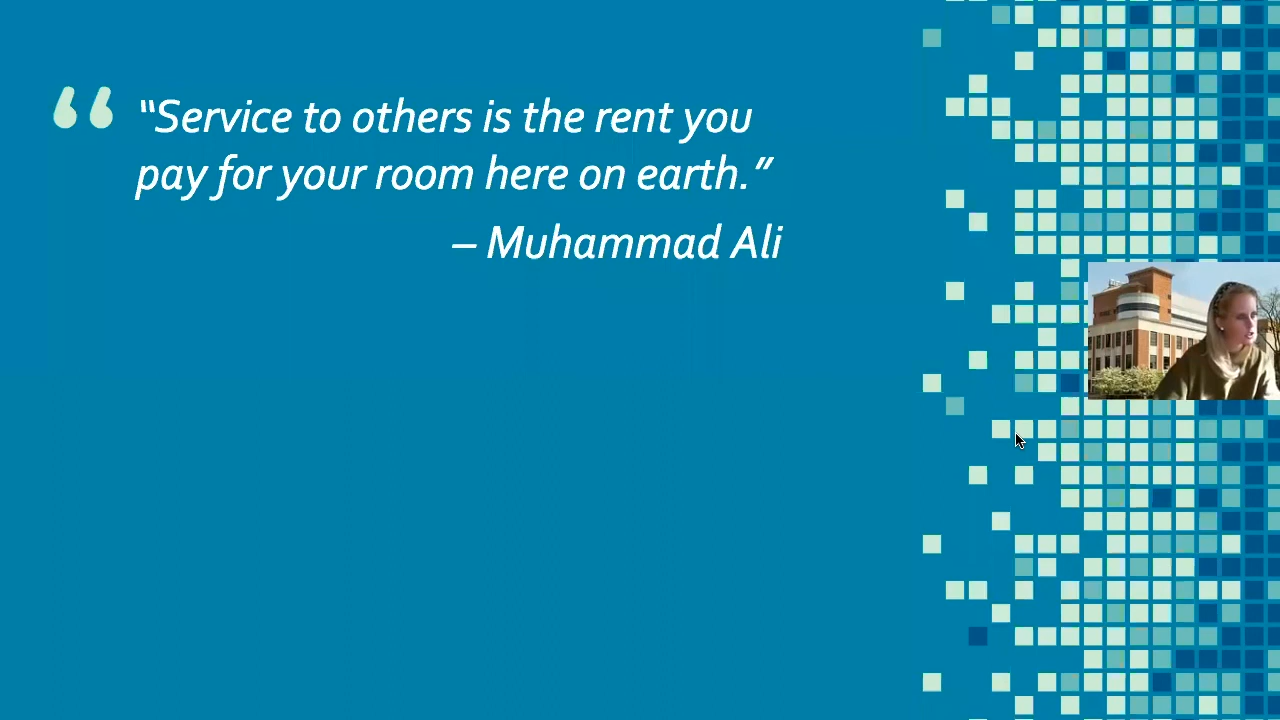 “Service to others is the rent you
pay for your room here on earth.”
– Muhammad Ali